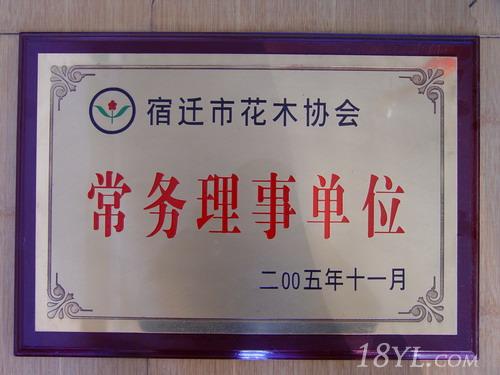 宿迁市花木协会
常务理事单位
二00五年十一月
18YL.COM